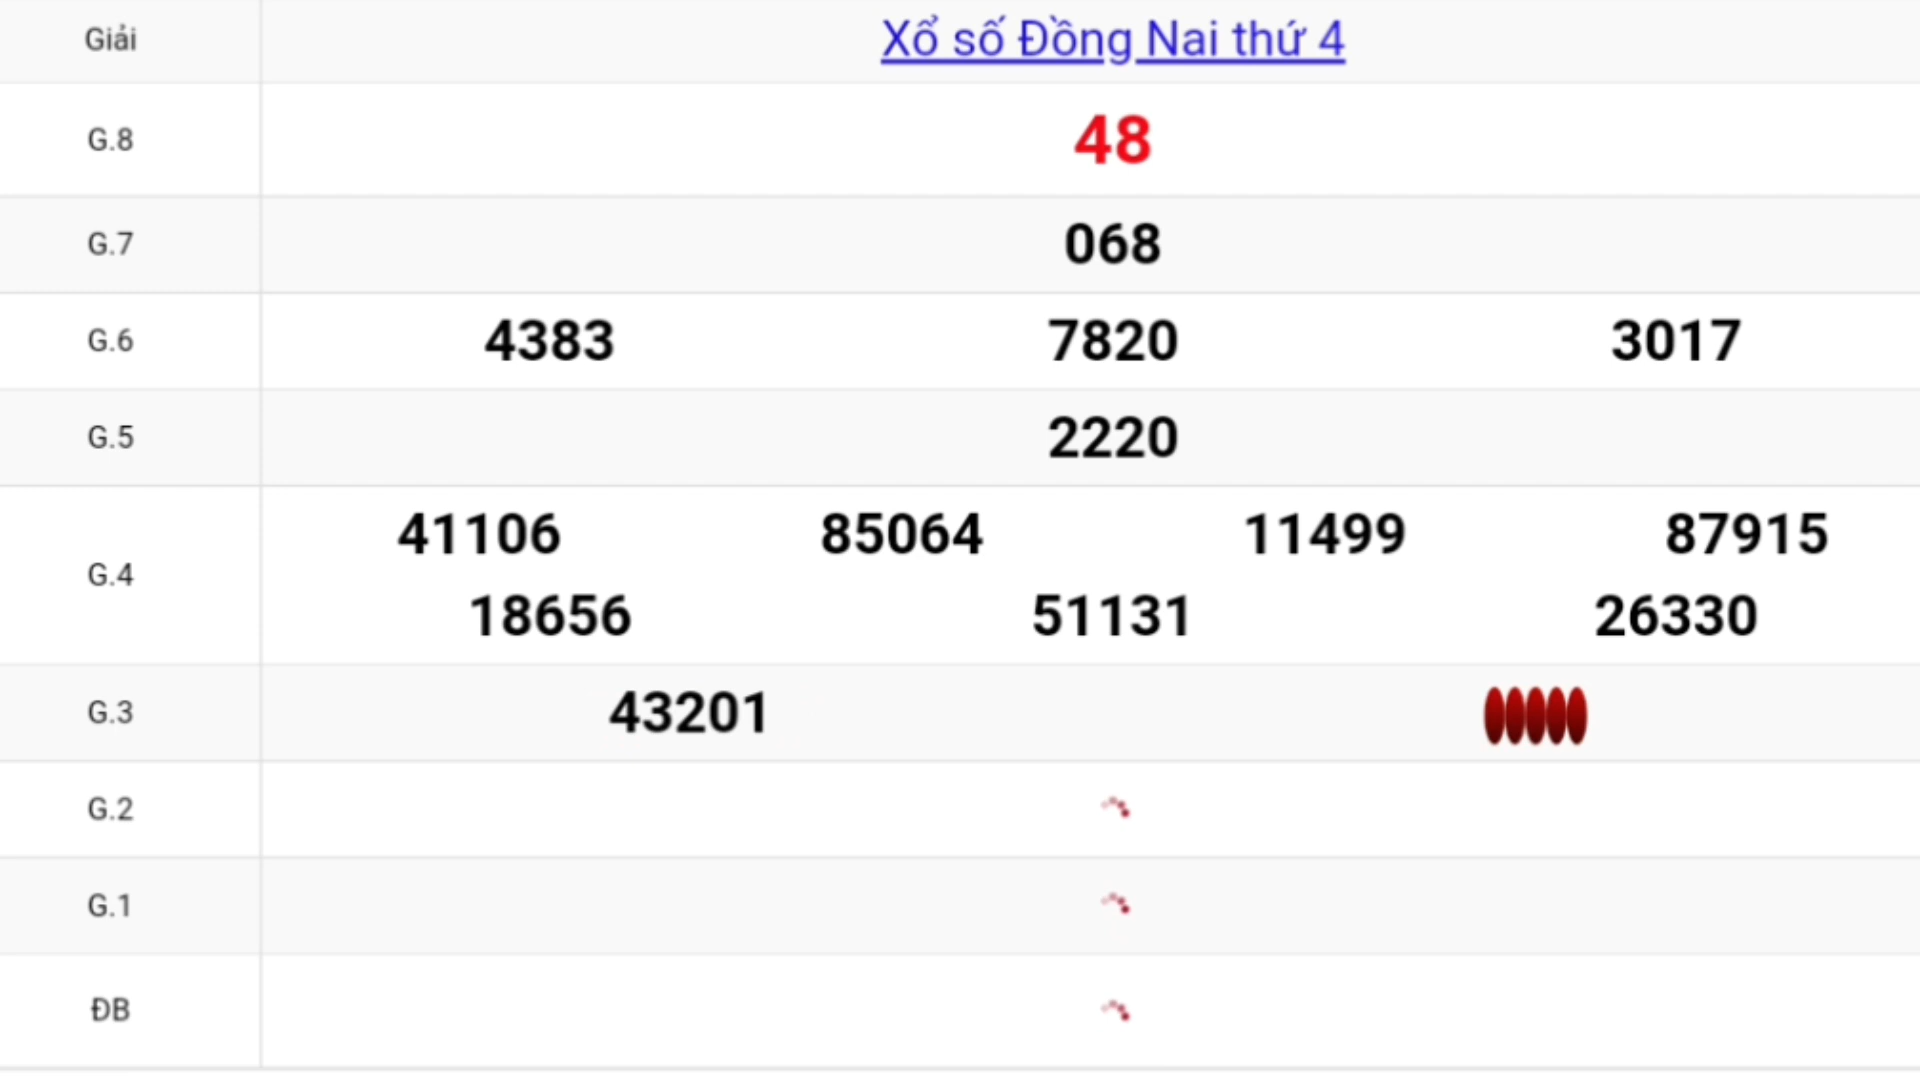 Giải Xổ số Đồng Nai thứ 4
G.8 48
G.7 068
G.6 4383 7820 3017
G.5 2220
G.4 41106 85064 11499 87915
18656 51131 26330
G.3 43201
G.2
G.1
ĐB